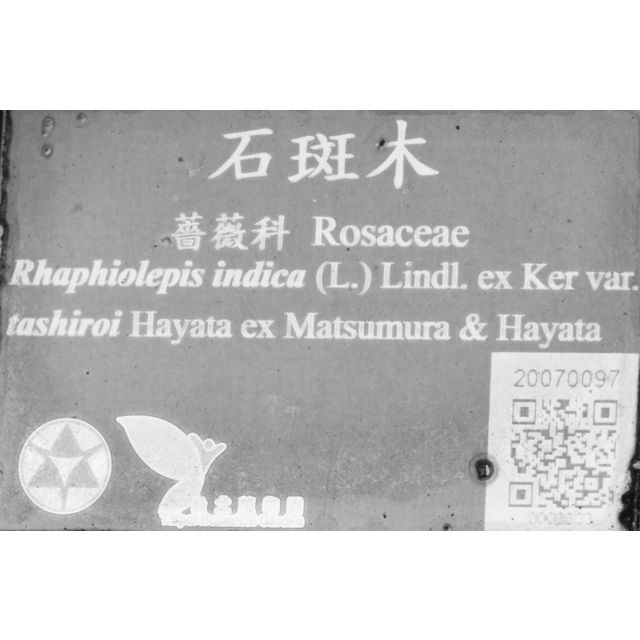 石斑木
薔薇科 Rosaceae
Rhaphiolepis indica (L.) Lindl. ex Ker var.
tashiroi Hayata ex Matsumura & Hayata
20070097